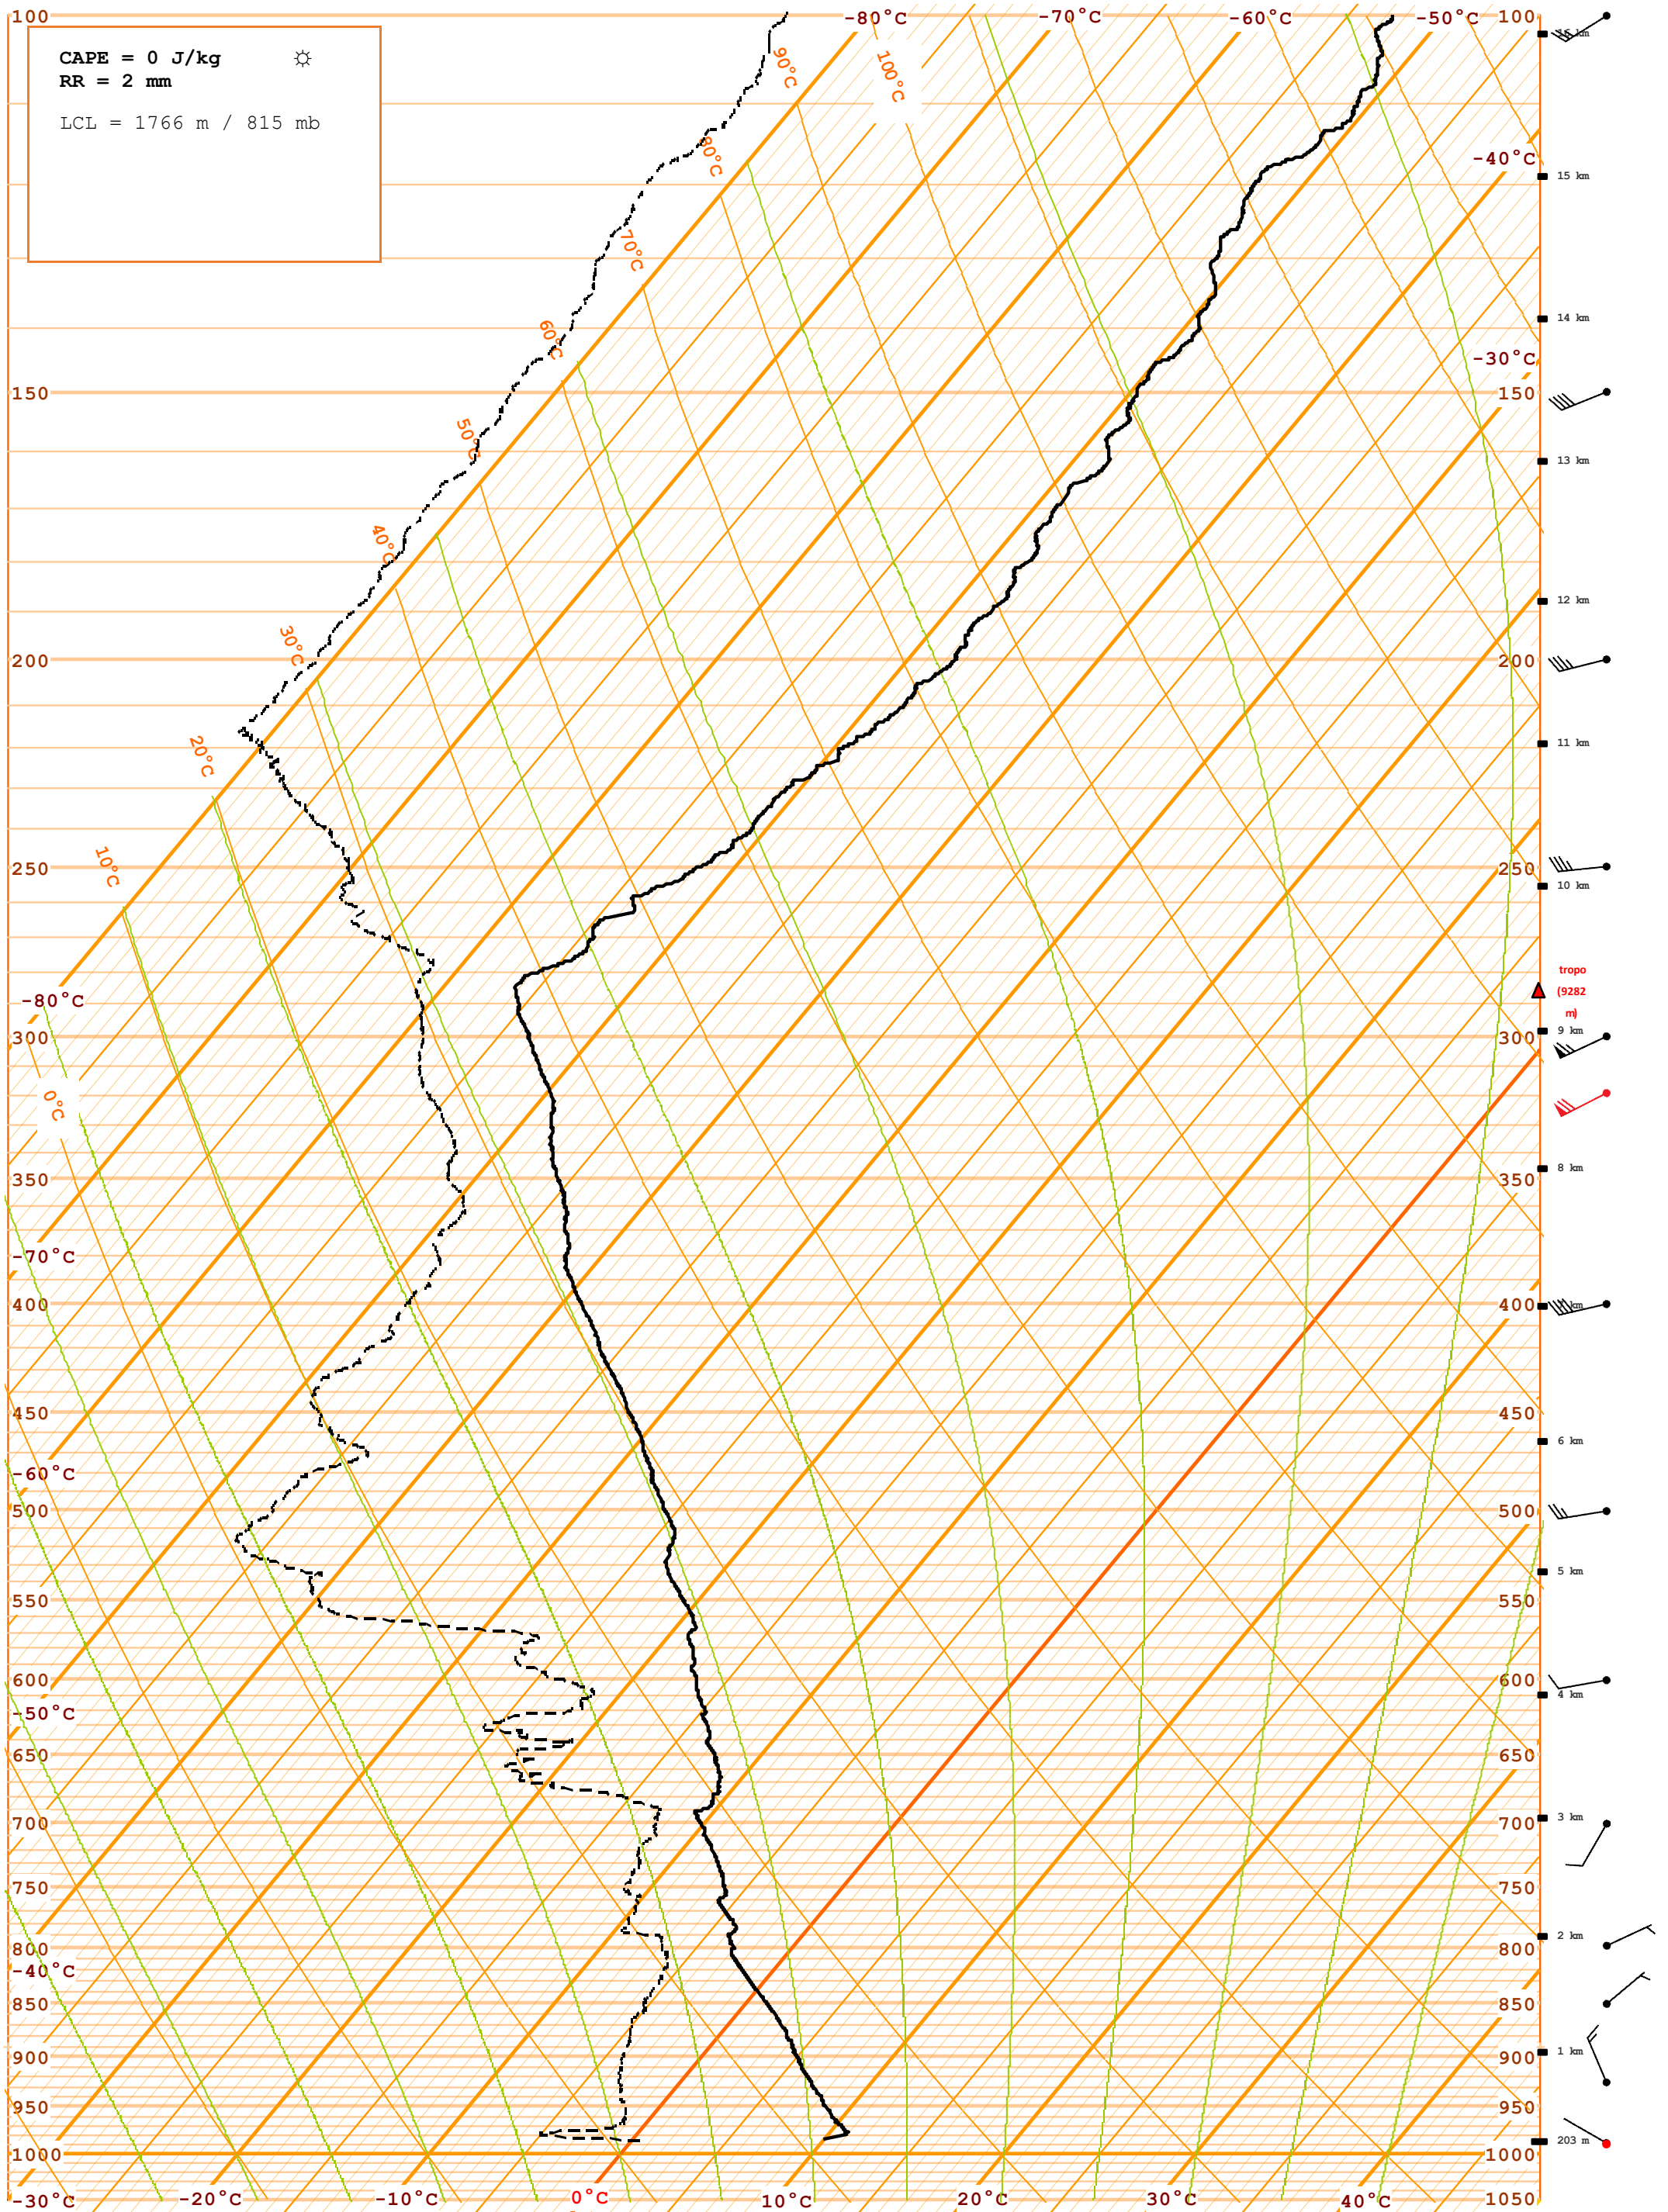 100 -80°C -70°C -60°C -50°C 100
CAPE = 0 J/kg ☼
RR = 2 mm
LCL = 1766 m / 815 mb
90°C 100°C
16 km
80°C
-40°C
15 km
70°C
14 km
60°C
-30°C
150 150
50°C
13 km
40°C
12 km
30°C
200 200
20°C
11 km
10°C
250 250
10 km
tropo
(9282
m)
-80°C
300 300
9 km
0°C
8 km
350 350
-70°C
400 400
km
450 450
6 km
-60°C
500 500
5 km
550 550
600 600
4 km
-50°C
650 650
3 km
700 700
750 750
2 km
800 800
-40°C
850 850
1 km
900 900
950 950
203 m
1000 1000
-30°C -20°C -10°C 0°C 10°C 20°C 30°C 40°C 1050